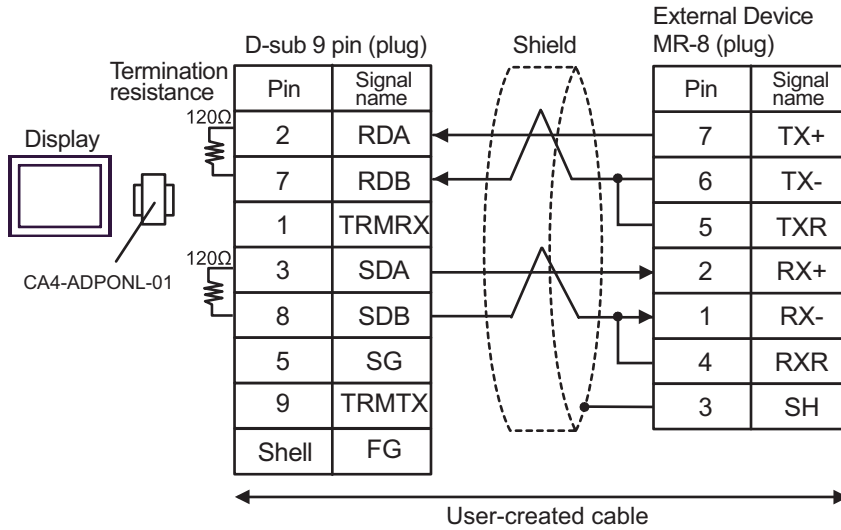 External Device
D-sub 9 pin (plug) Shield MR-8 (plug)
Termination resistance
Pin Signal name Pin Signal name
120Ω
2 RDA 7 TX+
Display
7 RDB 6 TX-
1 TRMRX 5 TXR
120Ω
3 SDA 2 RX+
CA4-ADPONL-01
8 SDB 1 RX-
5 SG 4 RXR
9 TRMTX 3 SH
Shell FG
User-created cable